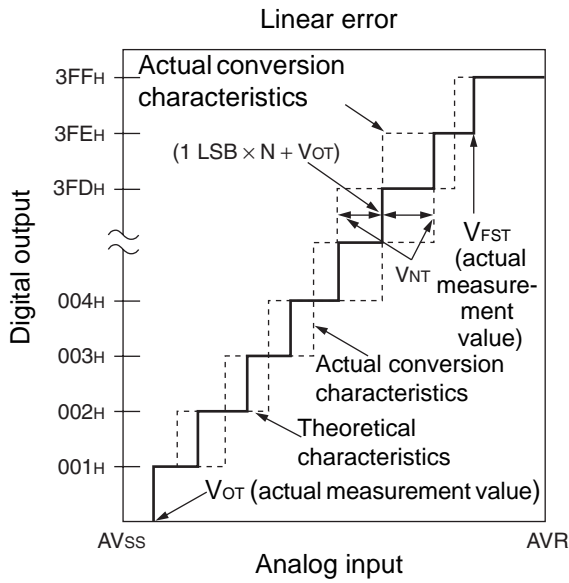 Linear error
3FFH
Actual conversion
characteristics
3FEH
(1 LSB × N + VOT)
3FDH
Digital output
VFST
(actual
measure-
ment
value)
VNT
004H
003H
Actual conversion
characteristics
002H
Theoretical
characteristics
001H
VOT (actual measurement value)
AVSS
AVR
Analog input